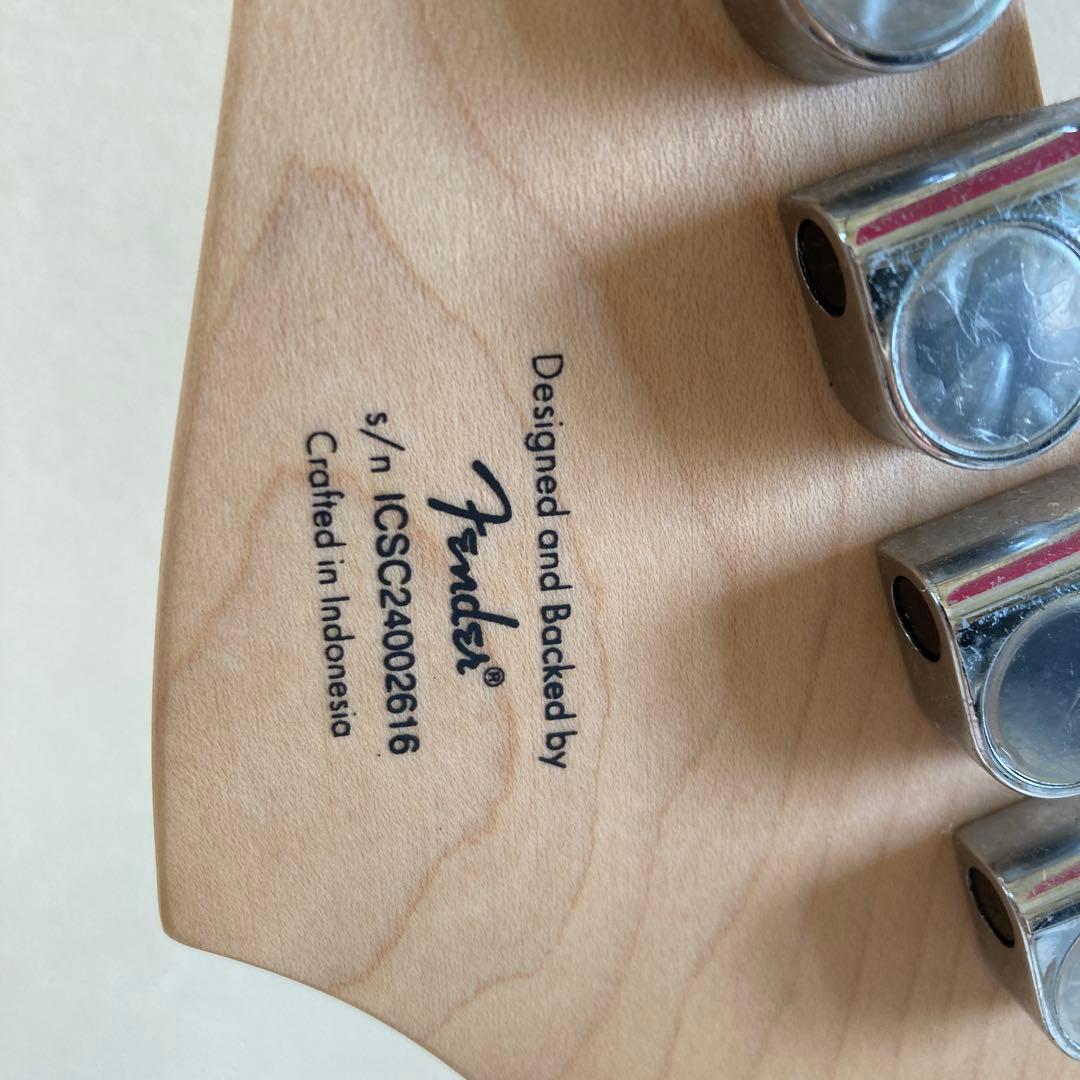 Designed and Backed by
Fender®
s/n ICSC24002616
Crafted in Indonesia